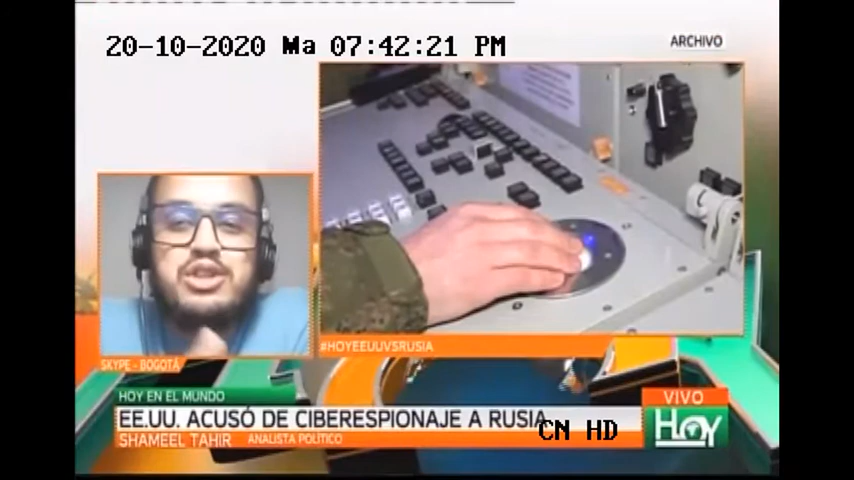 20-10-2020 Ma 07:42:21 PM
ARCHIVO
#HOYEEUUVSRUSIA
SKYPE - BOGOTÁ
HOY EN EL MUNDO
VIVO
EE.UU. ACUSÓ DE CIBERESPIONAJE A RUSIA
CN HD
HOY
SHAMEEL TAHIR ANALISTA POLÍTICO